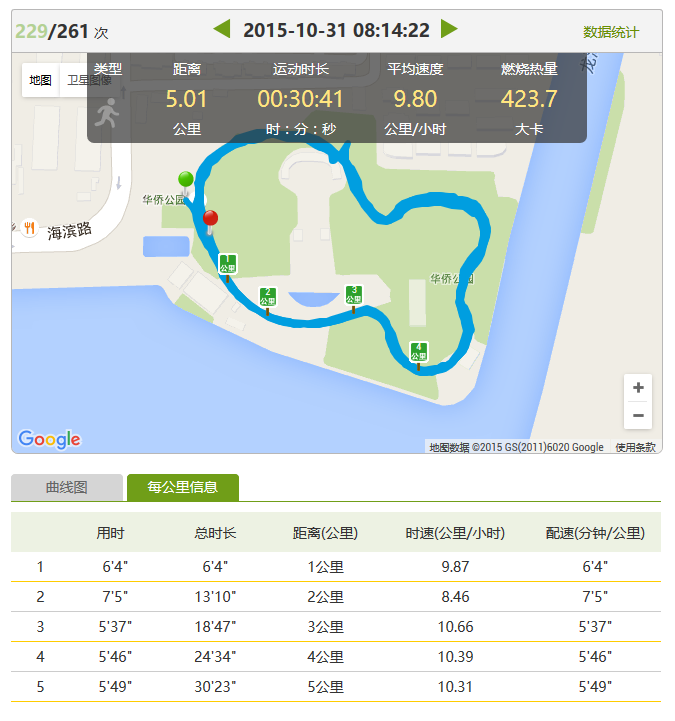 229/261 次 2015-10-31 08:14:22 数据统计
地图 卫星图像
类型 距离 运动时长 平均速度 燃烧热量
5.01 00:30:41 9.80 423.7
公里 时：分：秒 公里/小时 大卡
华侨公园
海滨路
1
公里
2
公里
3
公里
华侨公园
4
公里
+
−
Google
地图数据 ©2015 GS(2011)6020 Google 使用条款
曲线图 每公里信息
用时 总时长 距离(公里) 时速(公里/小时) 配速(分钟/公里)
1 6'4" 6'4" 1公里 9.87 6'4"
2 7'5" 13'10" 2公里 8.46 7'5"
3 5'37" 18'47" 3公里 10.66 5'37"
4 5'46" 24'34" 4公里 10.39 5'46"
5 5'49" 30'23" 5公里 10.31 5'49"